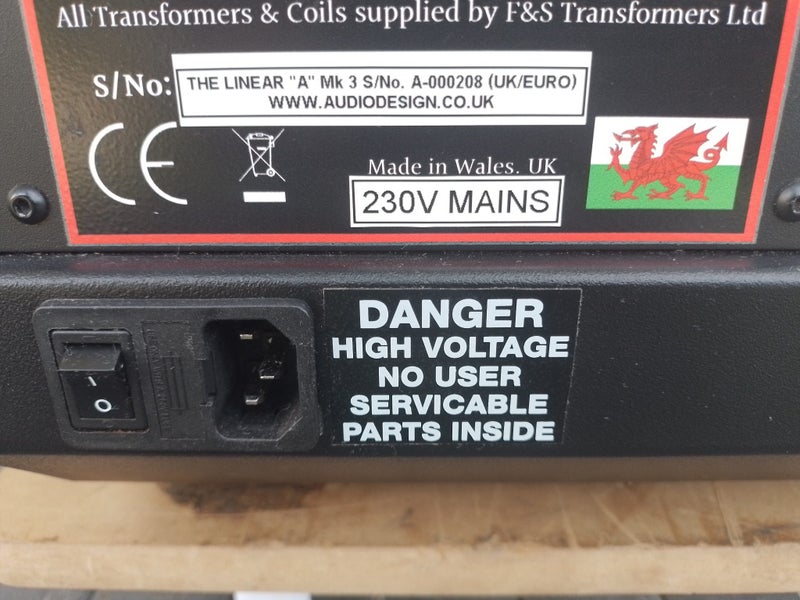 All Transformers & Coils supplied by F&S Transformers Ltd
S/No:
THE LINEAR "A" Mk 3 S/No. A-000208 (UK/EURO)
WWW.AUDIODESIGN.CO.UK
CE
Made in Wales. UK
230V MAINS
DANGER
HIGH VOLTAGE
NO USER
SERVICABLE
PARTS INSIDE
I
O